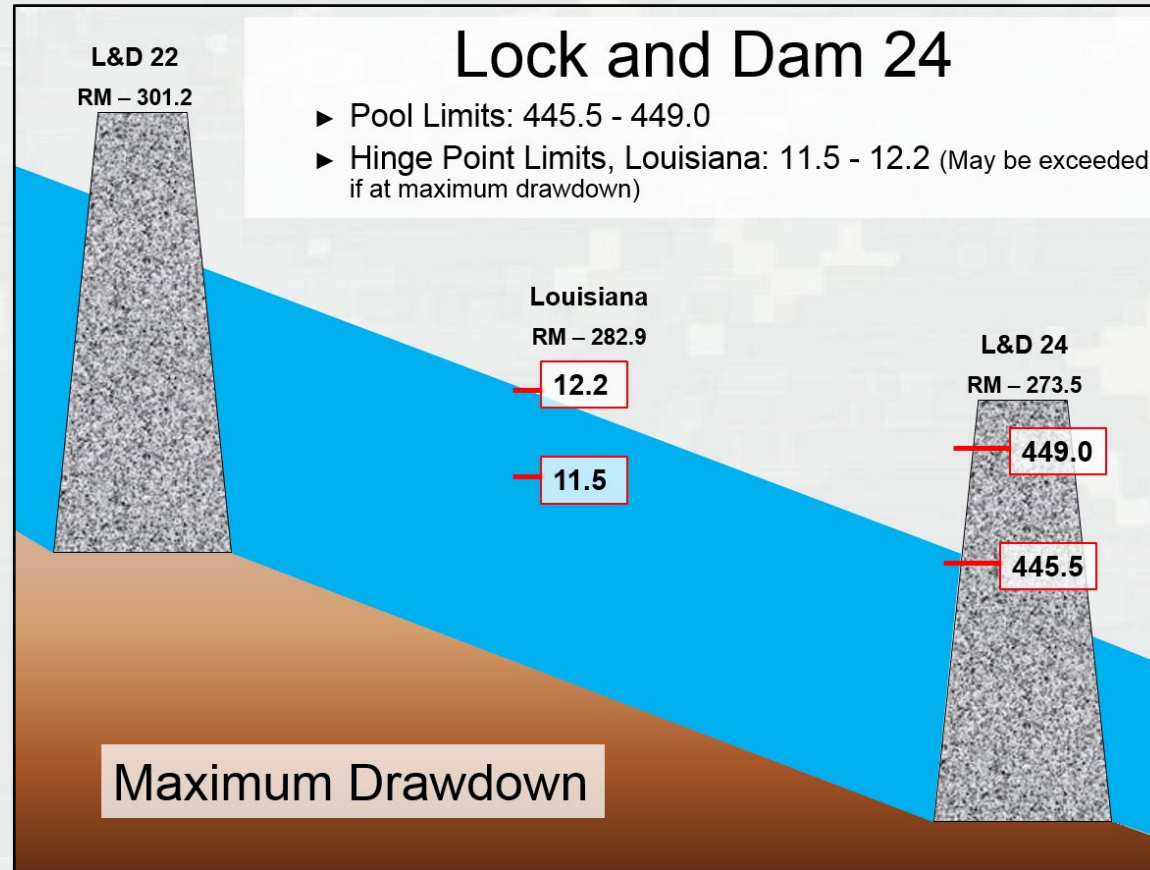 Lock and Dam 24
► Pool Limits: 445.5 - 449.0
► Hinge Point Limits, Louisiana: 11.5 - 12.2 (May be exceeded
if at maximum drawdown)
L&D 22
RM – 301.2
Louisiana
RM – 282.9
12.2
11.5
L&D 24
RM – 273.5
449.0
445.5
Maximum Drawdown